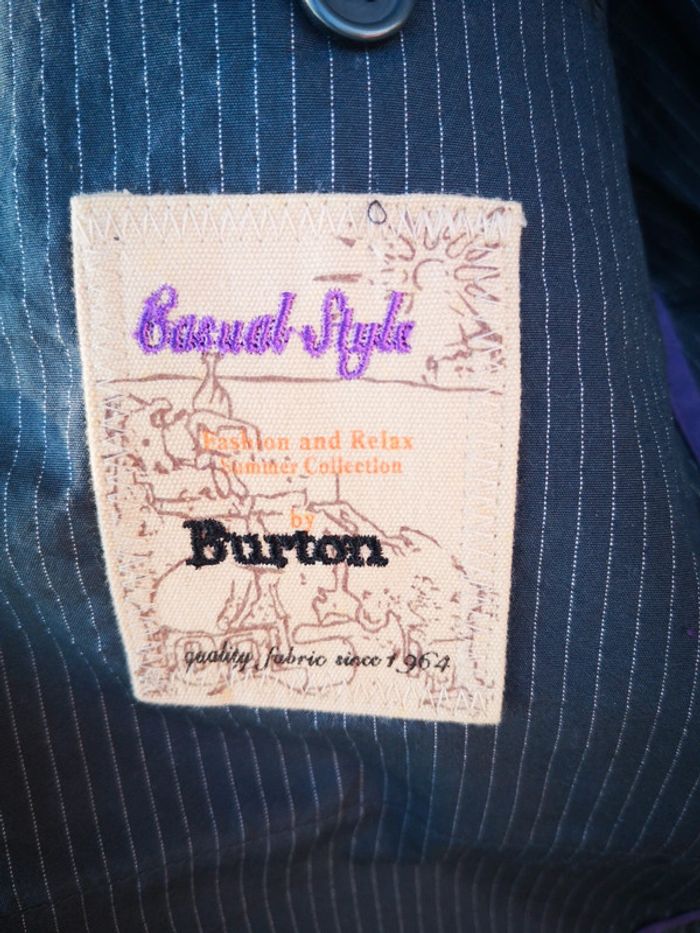 Casual Style
Fashion and Relax
Summer Collection
by
Burton
quality fabric since 1964